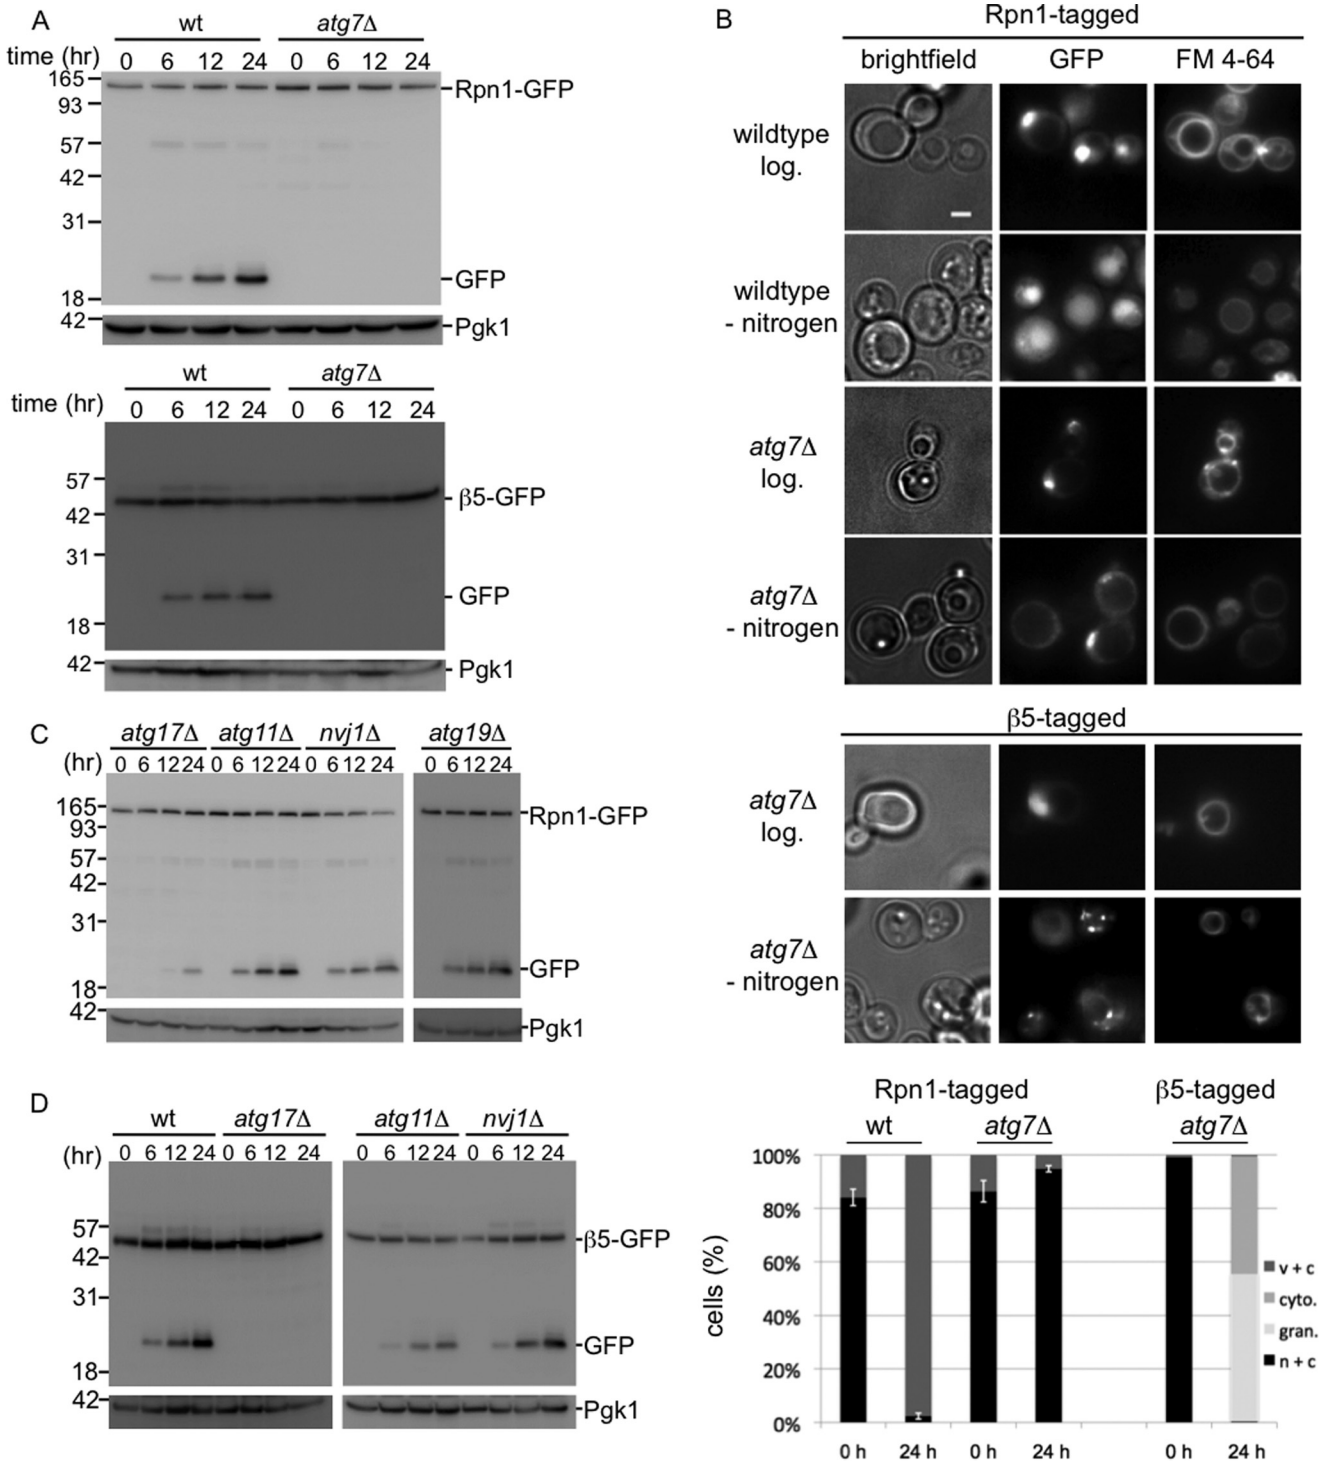 A
wt atg7Δ
time (hr) 0 6 12 24 0 6 12 24
165
93
57
42
31
18
Rpn1-GFP
GFP
42
Pgk1
wt atg7Δ
time (hr) 0 6 12 24 0 6 12 24
57
42
31
18
β5-GFP
GFP
42
Pgk1
B
Rpn1-tagged
brightfield GFP FM 4-64
wildtype
log.
wildtype
- nitrogen
atg7Δ
log.
atg7Δ
- nitrogen
β5-tagged
atg7Δ
log.
atg7Δ
- nitrogen
Rpn1-tagged β5-tagged
wt atg7Δ atg7Δ
cells (%)
100%
80%
60%
40%
20%
0%
0 h 24 h 0 h 24 h 0 h 24 h
v + c
cyto.
gran.
n + c
C
atg17Δ atg11Δ nvj1Δ atg19Δ
(hr) 0 6 12 24 0 6 12 24 0 6 12 24 0 6 12 24
165
93
57
42
31
18
Rpn1-GFP
GFP
42
Pgk1
D
wt atg17Δ atg11Δ nvj1Δ
(hr) 0 6 12 24 0 6 12 24 0 6 12 24 0 6 12 24
57
42
31
18
β5-GFP
GFP
42
Pgk1